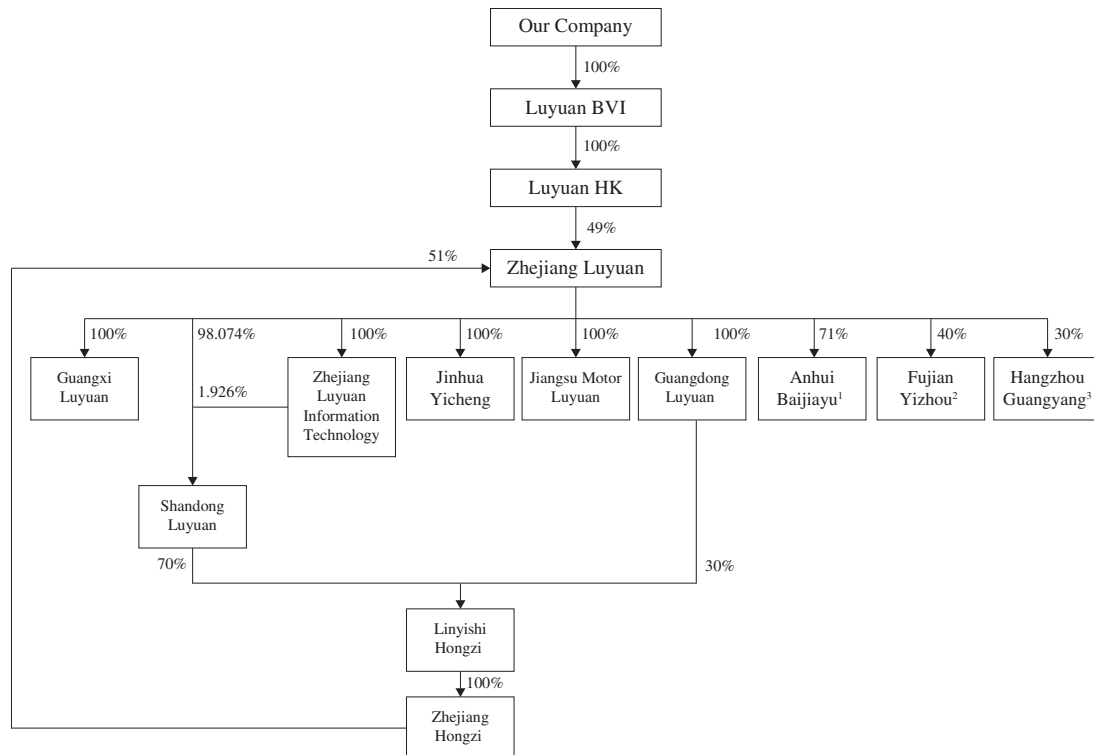 Our Company
100%
Luyuan BVI
100%
Luyuan HK
49%
51%
Zhejiang Luyuan
100%
98.074%
100%
100%
100%
100%
71%
40%
30%
Guangxi
Luyuan
1.926%
Zhejiang
Luyuan
Information
Technology
Jinhua
Yicheng
Jiangsu Motor
Luyuan
Guangdong
Luyuan
Anhui
Baijiayu¹
Fujian
Yizhou²
Hangzhou
Guangyang³
Shandong
Luyuan
70%
30%
Linyishi
Hongzi
100%
Zhejiang
Hongzi